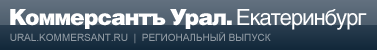 Коммерсантъ Урал. Екатеринбург
URAL.KOMMERSANT.RU | РЕГИОНАЛЬНЫЙ ВЫПУСК